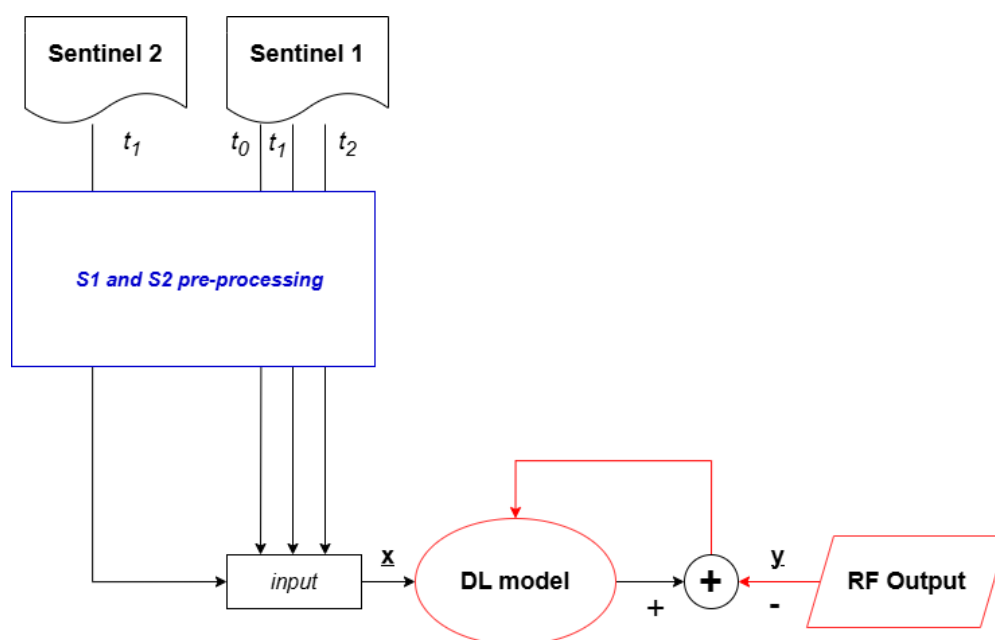 Sentinel 2
Sentinel 1
t1
t0
t1
t2
S1 and S2 pre-processing
input
x
DL model
+
+
y
-
RF Output